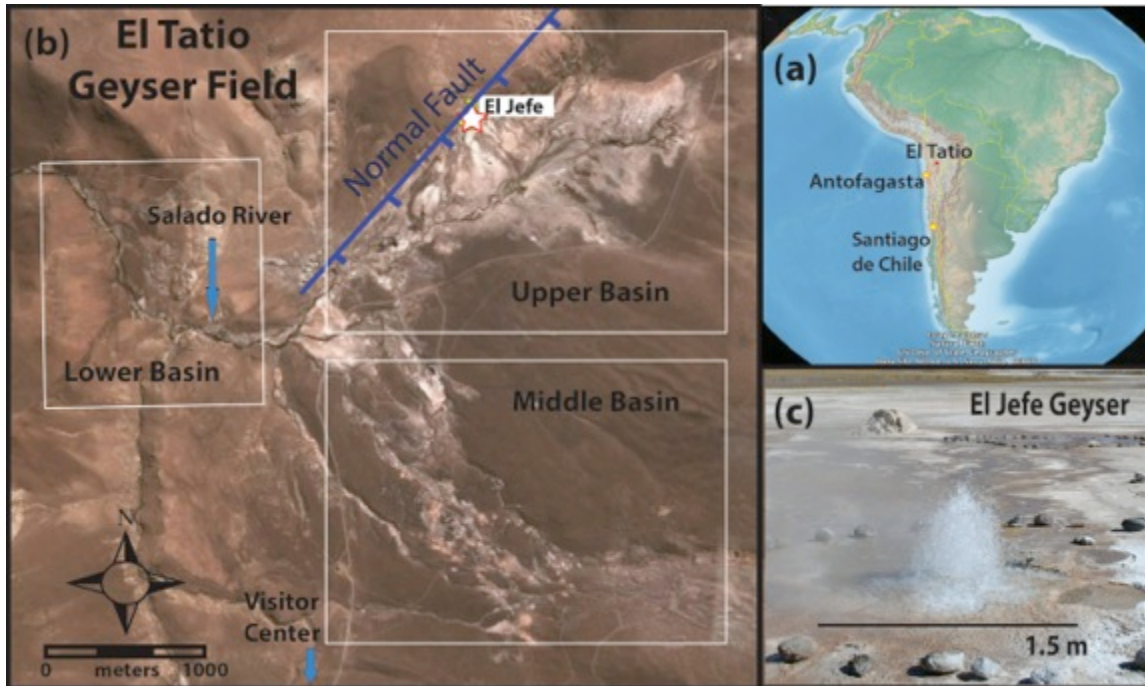 (b)
El Tatio
Geyser Field
Normal Fault
El Jefe
Salado River
Upper Basin
Lower Basin
Middle Basin
N
Visitor
Center
0 meters 1000
(a)
El Tatio
Antofagasta
Santiago
de Chile
(c)
El Jefe Geyser
1.5 m